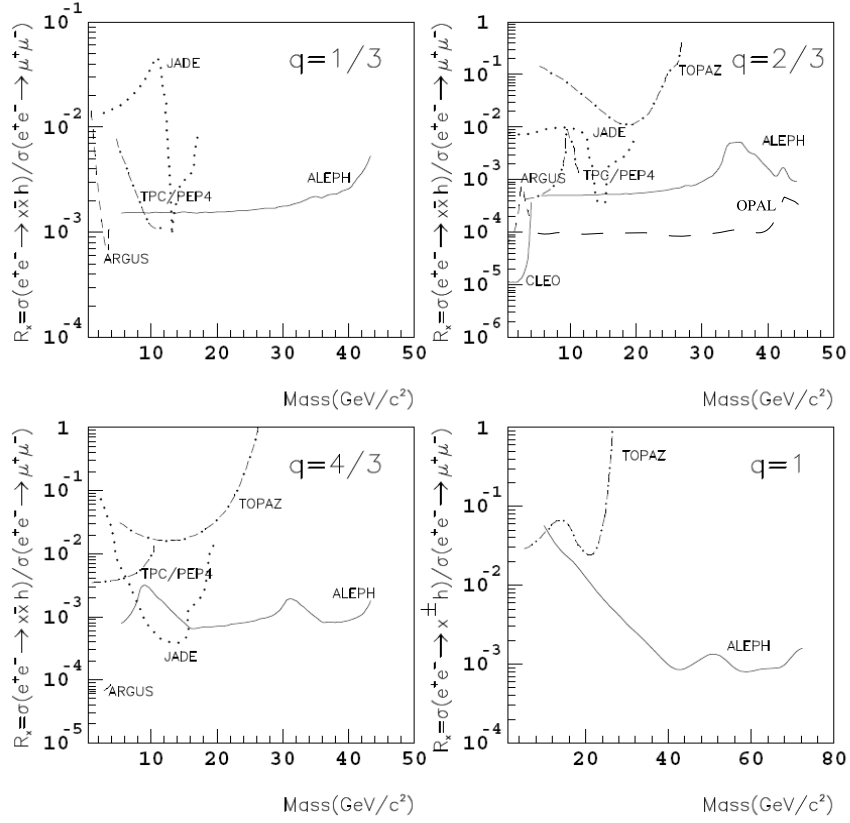 R_x=σ(e⁺e⁻ → xx̄ h)/σ(e⁺e⁻ → μ⁺μ⁻)
q=1/3
10⁻¹
10⁻²
10⁻³
10⁻⁴
JADE
TPC/PEP4
ALEPH
ARGUS
10 20 30 40 50
Mass(GeV/c²)
R_x=σ(e⁺e⁻ → xx̄ h)/σ(e⁺e⁻ → μ⁺μ⁻)
q=2/3
1
10⁻¹
10⁻²
10⁻³
10⁻⁴
10⁻⁵
10⁻⁶
TOPAZ
JADE
ALEPH
ARGUS
TPC/PEP4
OPAL
CLEO
10 20 30 40 50
Mass(GeV/c²)
R_x=σ(e⁺e⁻ → xx̄ h)/σ(e⁺e⁻ → μ⁺μ⁻)
q=4/3
1
10⁻¹
10⁻²
10⁻³
10⁻⁴
10⁻⁵
TOPAZ
TPC/PEP4
ALEPH
JADE
ARGUS
10 20 30 40 50
Mass(GeV/c²)
R_x=σ(e⁺e⁻ → x^± h)/σ(e⁺e⁻ → μ⁺μ⁻)
q=1
1
10⁻¹
10⁻²
10⁻³
10⁻⁴
TOPAZ
ALEPH
20 40 60 80
Mass(GeV/c²)